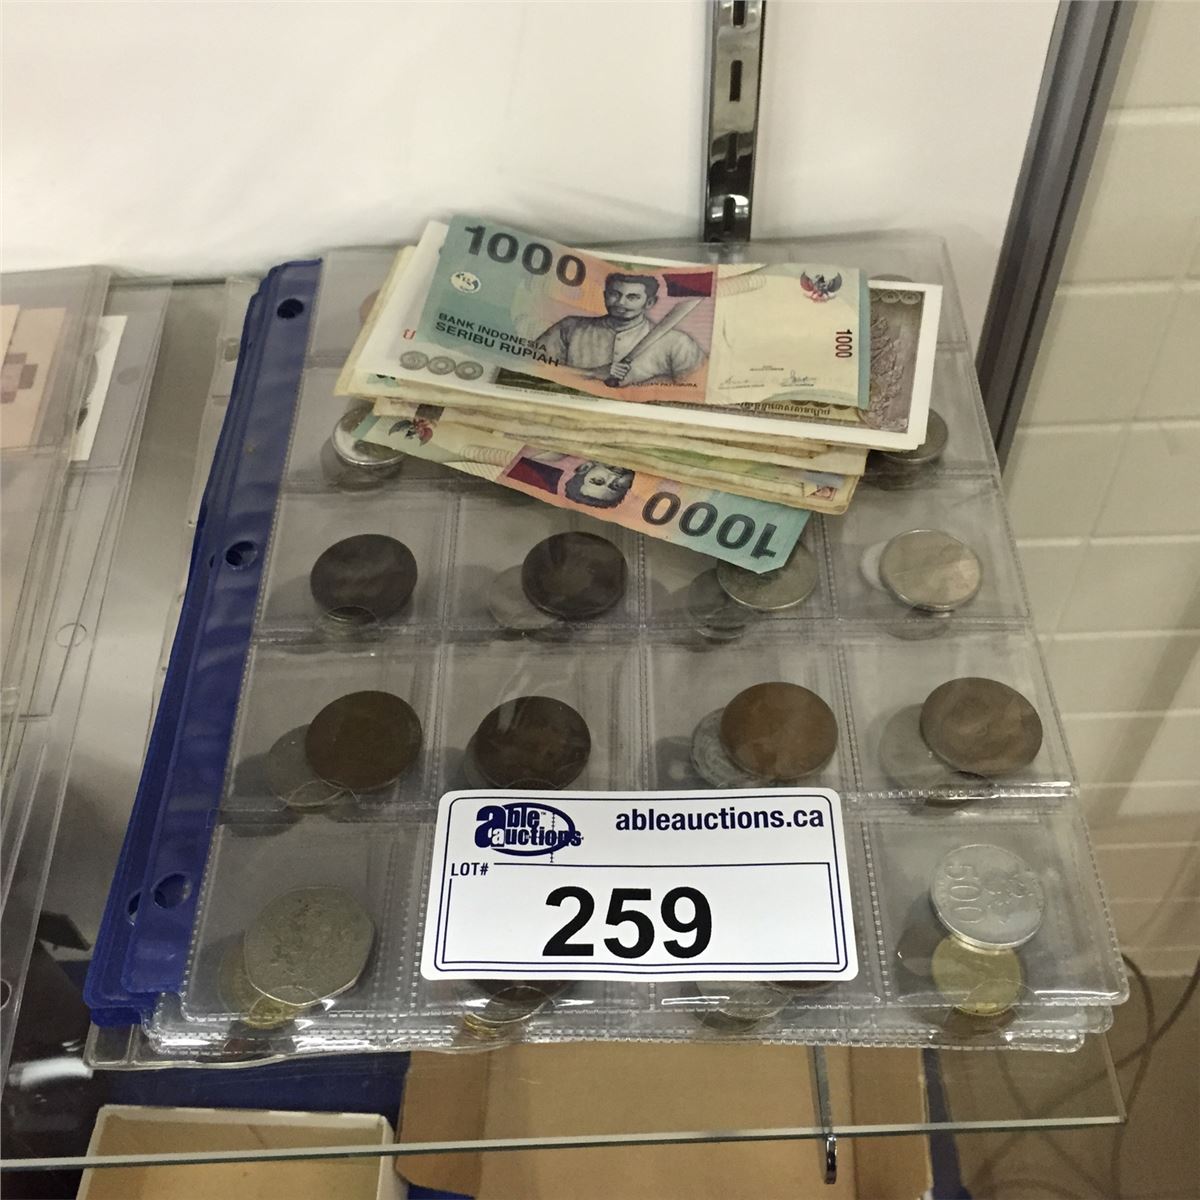 1000
BANK INDONESIA
SERIBU RUPIAH
1000
1000
able
auctions
ableauctions.ca
LOT#
259
500